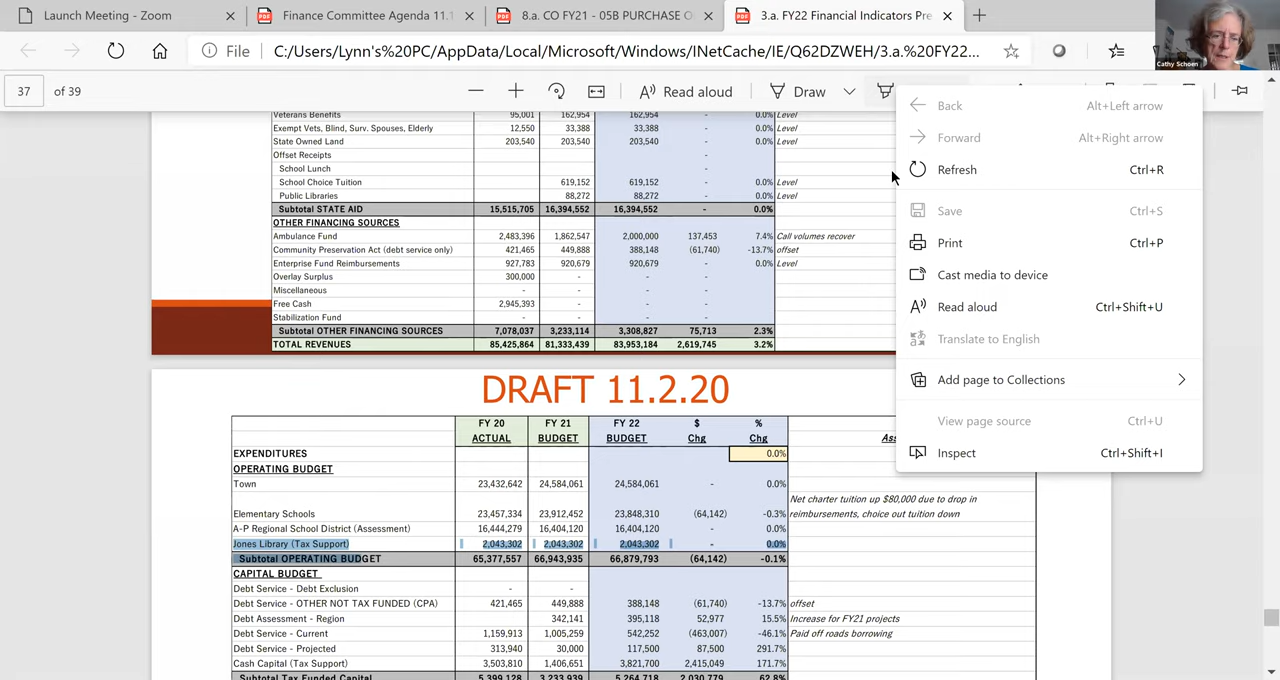 Launch Meeting - Zoom
Finance Committee Agenda 11.1
8.a. CO FY21 - 05B PURCHASE O
3.a. FY22 Financial Indicators Pre
File C:/Users/Lynn's%20PC/AppData/Local/Microsoft/Windows/INetCache/IE/Q62DZWEH/3.a.%20FY22...
Cathy Schoen
37 of 39 Read aloud Draw
Back Alt+Left arrow
Forward Alt+Right arrow
Refresh Ctrl+R
Save Ctrl+S
Print Ctrl+P
Cast media to device
Read aloud Ctrl+Shift+U
Translate to English
Add page to Collections
View page source Ctrl+U
Inspect Ctrl+Shift+I
Veterans Benefits 95,001 162,954 162,954 - 0.0% Level
Exempt Vets, Blind, Surv. Spouses, Elderly 12,550 33,388 33,388 - 0.0% Level
State Owned Land 203,540 203,540 203,540 - 0.0% Level
Offset Receipts -
School Lunch -
School Choice Tuition 619,152 619,152 - 0.0% Level
Public Libraries 88,272 88,272 - 0.0% Level
Subtotal STATE AID 15,515,705 16,394,552 16,394,552 - 0.0%
OTHER FINANCING SOURCES
Ambulance Fund 2,483,396 1,862,547 2,000,000 137,453 7.4% Call volumes recover
Community Preservation Act (debt service only) 421,465 449,888 388,148 (61,740) -13.7% offset
Enterprise Fund Reimbursements 927,783 920,679 920,679 - 0.0% Level
Overlay Surplus 300,000 - - -
Miscellaneous - - -
Free Cash 2,945,393 - - -
Stabilization Fund - - -
Subtotal OTHER FINANCING SOURCES 7,078,037 3,233,114 3,308,827 75,713 2.3%
TOTAL REVENUES 85,425,864 81,333,439 83,953,184 2,619,745 3.2%
DRAFT 11.2.20
FY 20 FY 21 FY 22 $ %
ACTUAL BUDGET BUDGET Chg Chg
EXPENDITURES 0.0%
OPERATING BUDGET
Town 23,432,642 24,584,061 24,584,061 - 0.0%
Net charter tuition up $80,000 due to drop in
Elementary Schools 23,457,334 23,912,452 23,848,310 (64,142) -0.3% reimbursements, choice out tuition down
A-P Regional School District (Assessment) 16,444,279 16,404,120 16,404,120 - 0.0%
Jones Library (Tax Support) 2,043,302 2,043,302 2,043,302 - 0.0%
Subtotal OPERATING BUDGET 65,377,557 66,943,935 66,879,793 (64,142) -0.1%
CAPITAL BUDGET
Debt Service - Debt Exclusion - -
Debt Service - OTHER NOT TAX FUNDED (CPA) 421,465 449,888 388,148 (61,740) -13.7% offset
Debt Assessment - Region 342,141 395,118 52,977 15.5% Increase for FY21 projects
Debt Service - Current 1,159,913 1,005,259 542,252 (463,007) -46.1% Paid off roads borrowing
Debt Service - Projected 313,940 30,000 117,500 87,500 291.7%
Cash Capital (Tax Support) 3,503,810 1,406,651 3,821,700 2,415,049 171.7%
Subtotal Tax Funded Capital 5,399,128 3,233,939 5,264,718 2,030,779 62.8%